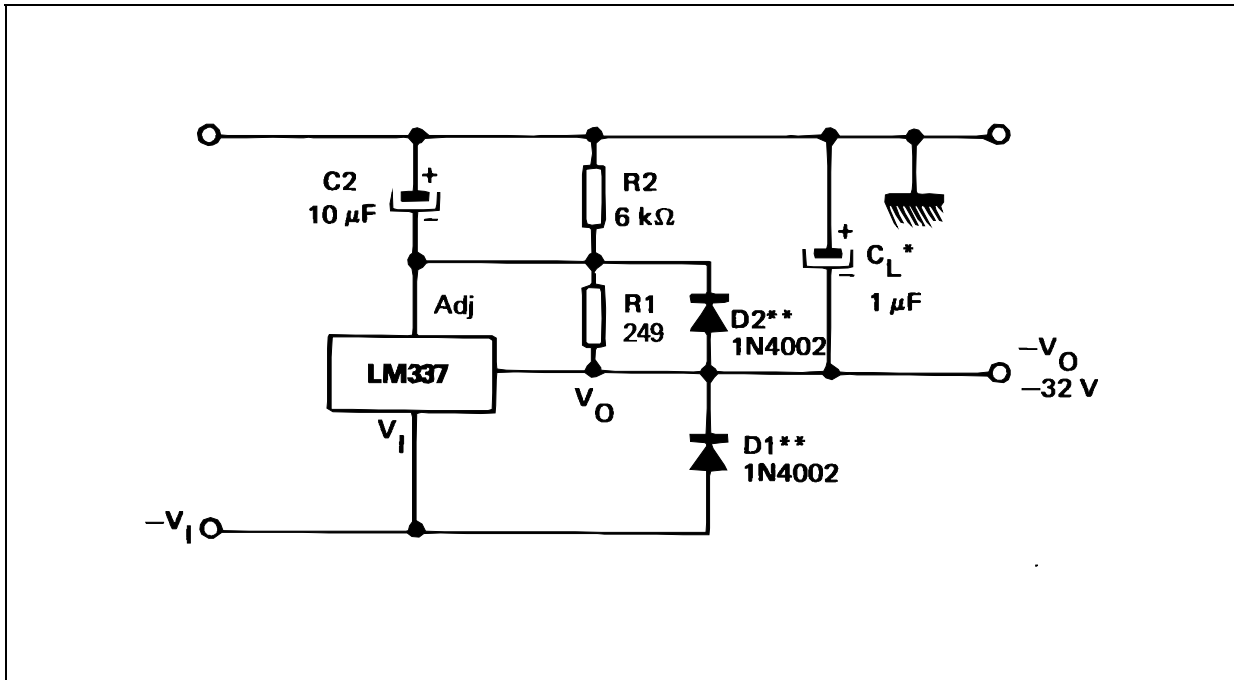 C2
10 μF
+
−
R2
6 kΩ
+
−
C_L*
1 μF
Adj
R1
249
D2**
1N4002
LM337
V_O
−V_O
−32 V
V_I
D1**
1N4002
−V_I